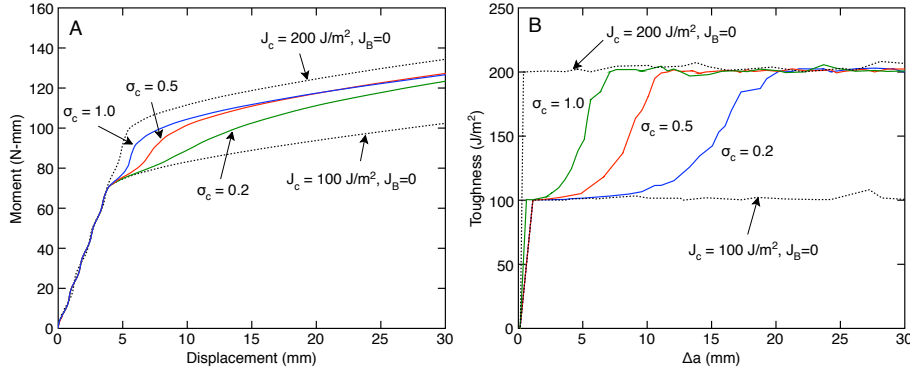 A
160
140
120
100
80
60
40
20
0
Moment (N-mm)
0 5 10 15 20 25 30
Displacement (mm)
J_c = 200 J/m², J_B=0
σ_c = 0.5
σ_c = 1.0
σ_c = 0.2
J_c = 100 J/m², J_B=0
B
250
200
150
100
50
0
Toughness (J/m²)
0 5 10 15 20 25 30
Δa (mm)
J_c = 200 J/m², J_B=0
σ_c = 1.0
σ_c = 0.5
σ_c = 0.2
J_c = 100 J/m², J_B=0